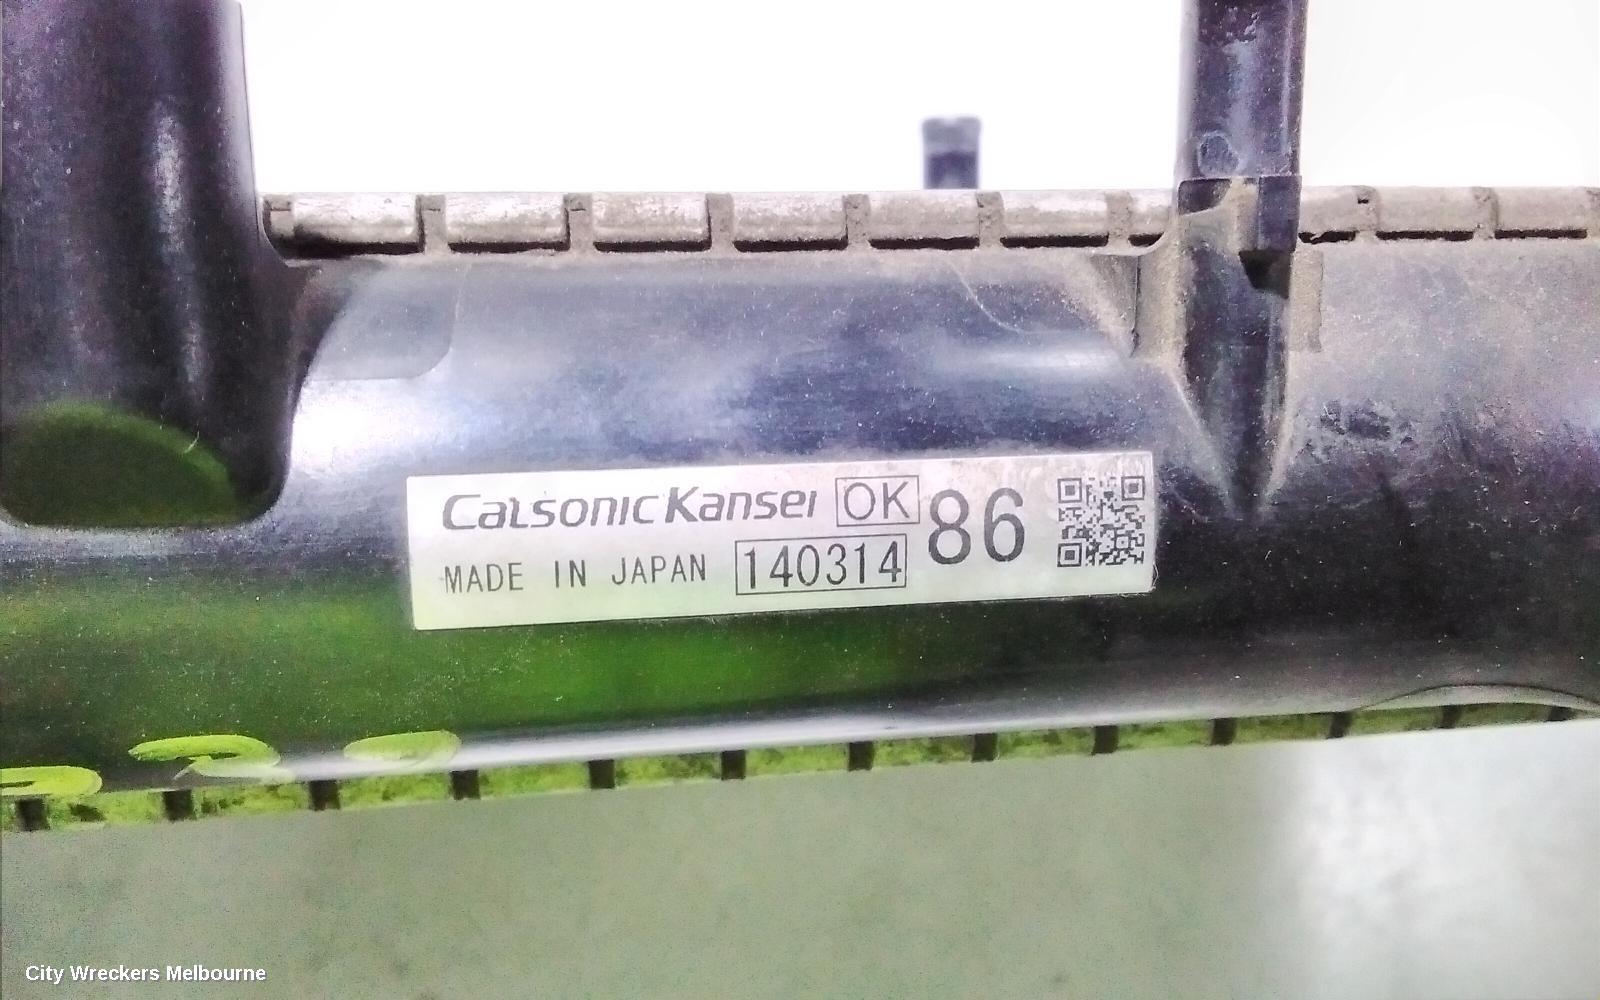 CalsonicKansei OK 86
MADE IN JAPAN 140314
City Wreckers Melbourne